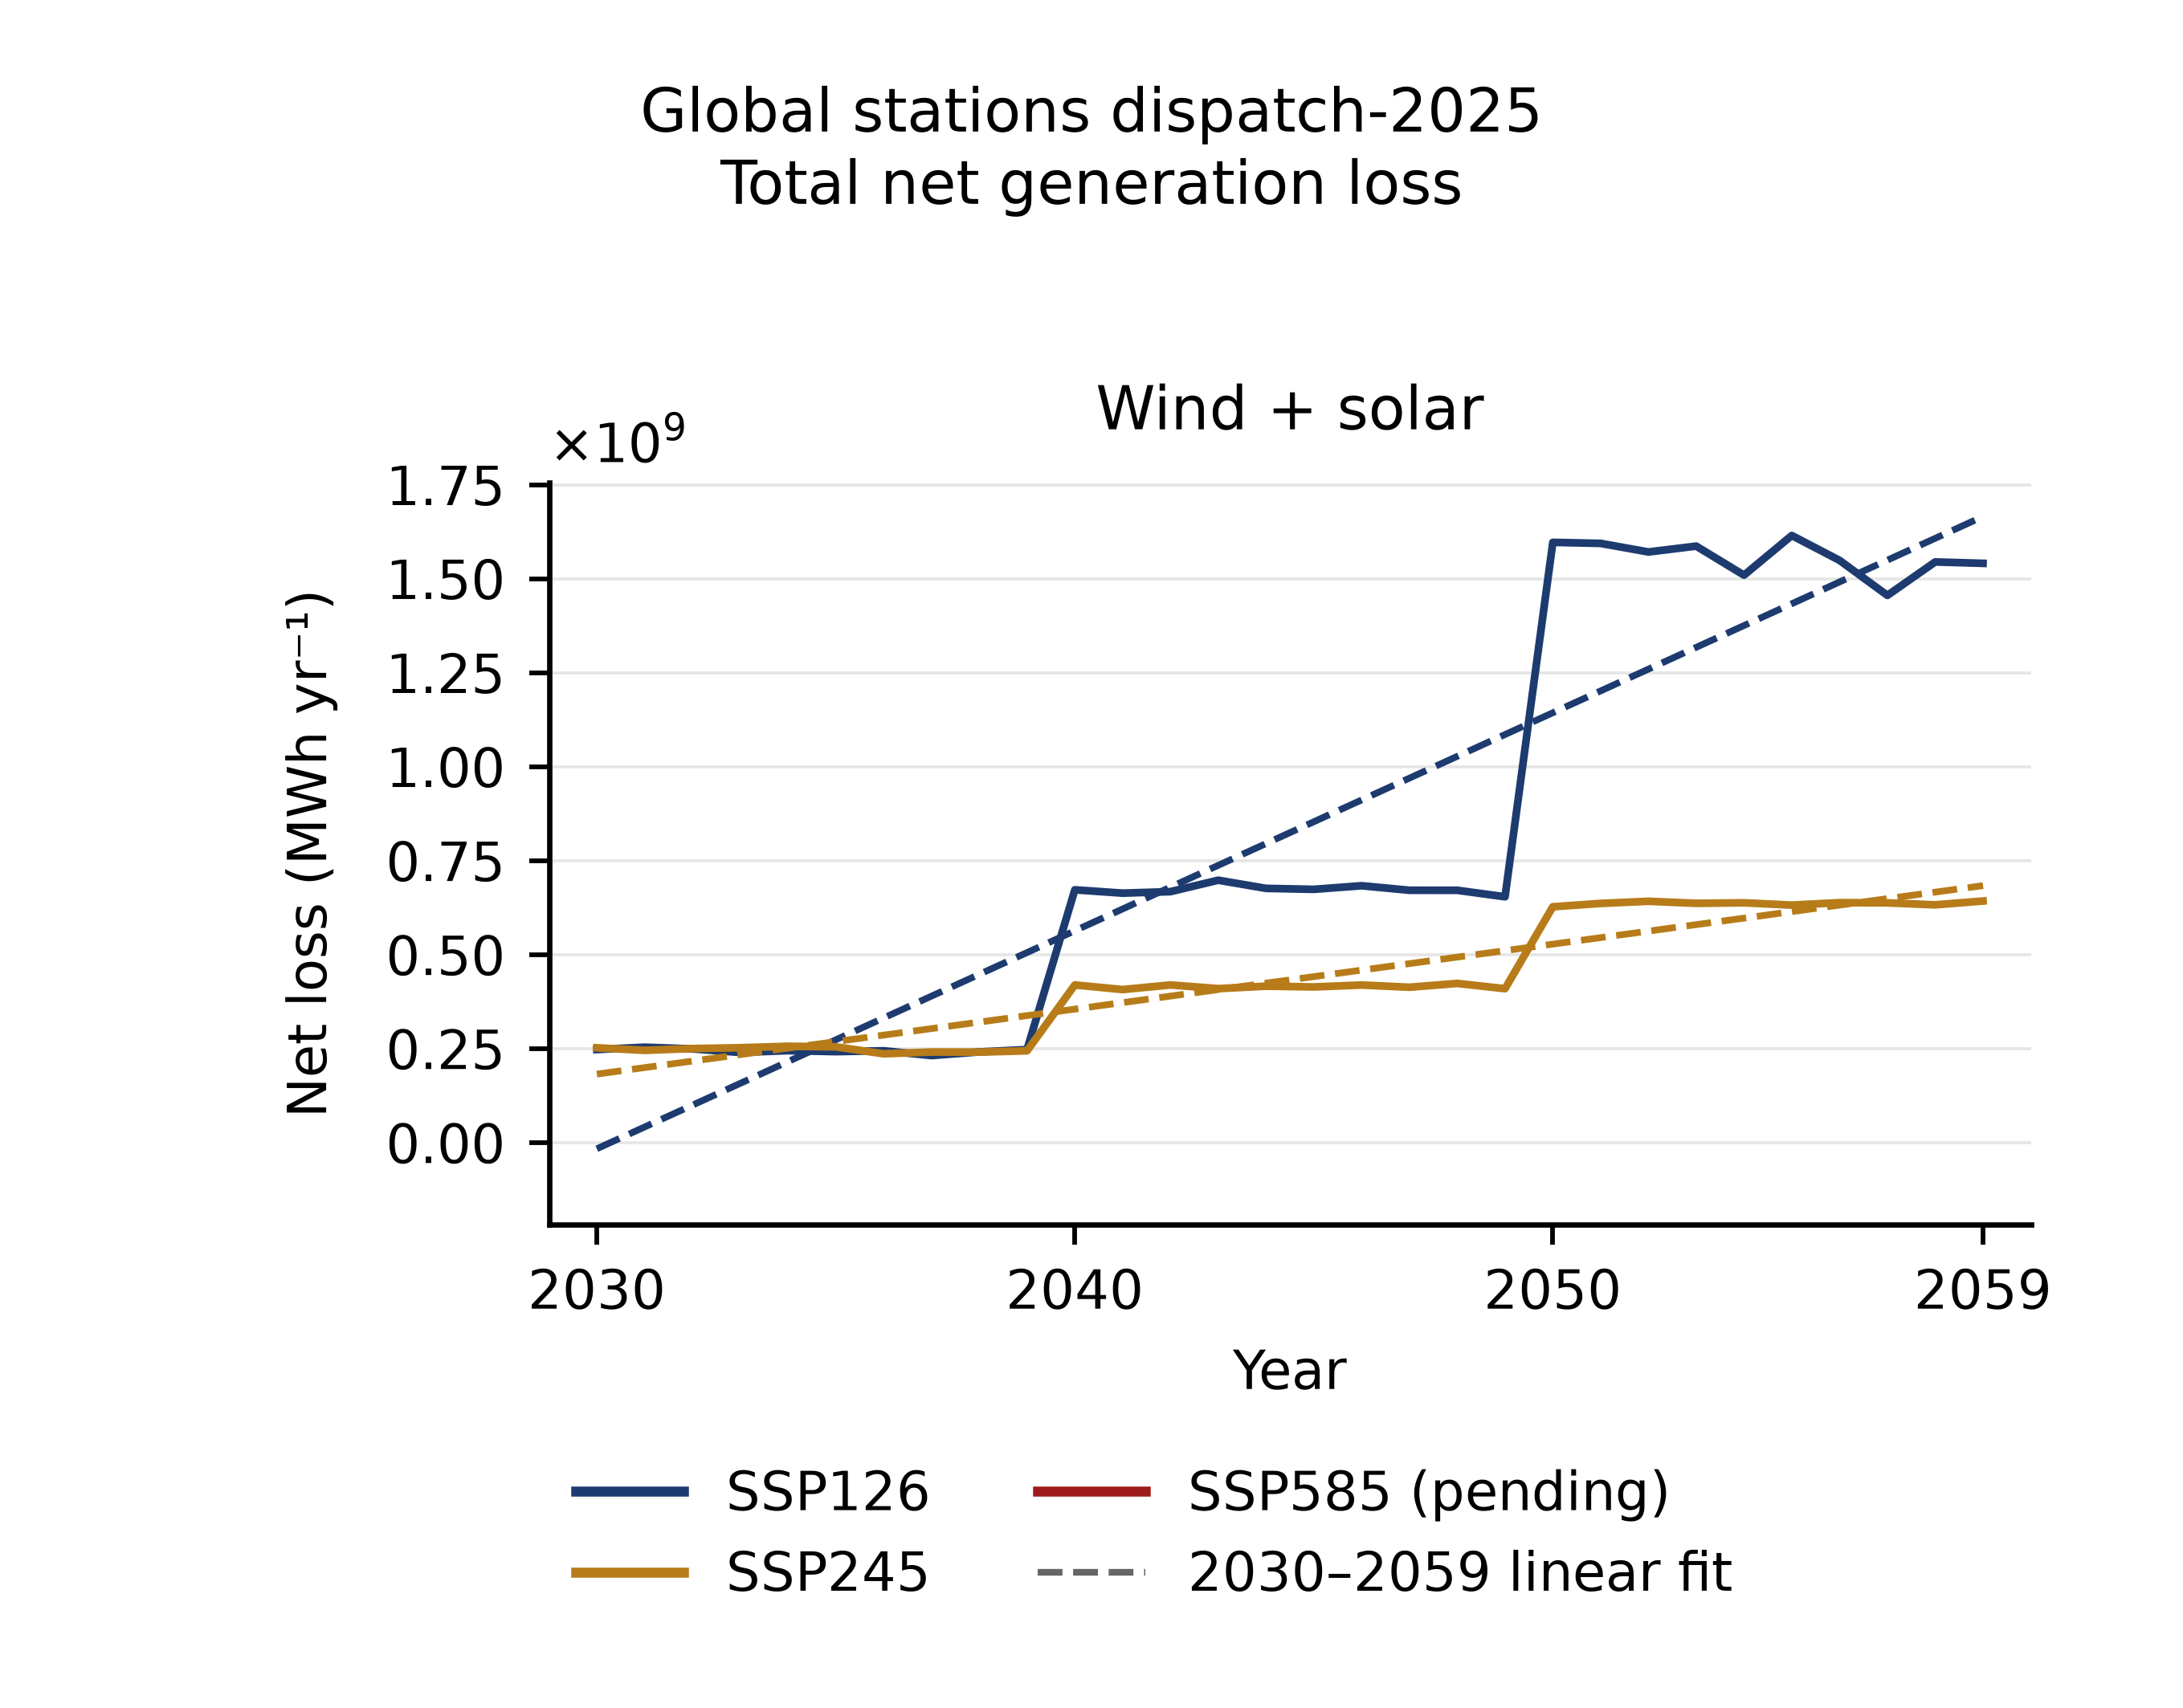 Global stations dispatch-2025
Total net generation loss
Wind + solar
×10⁹
1.75
1.50
1.25
1.00
0.75
0.50
0.25
0.00
Net loss (MWh yr⁻¹)
2030 2040 2050 2059
Year
SSP126 SSP585 (pending)
SSP245 2030–2059 linear fit